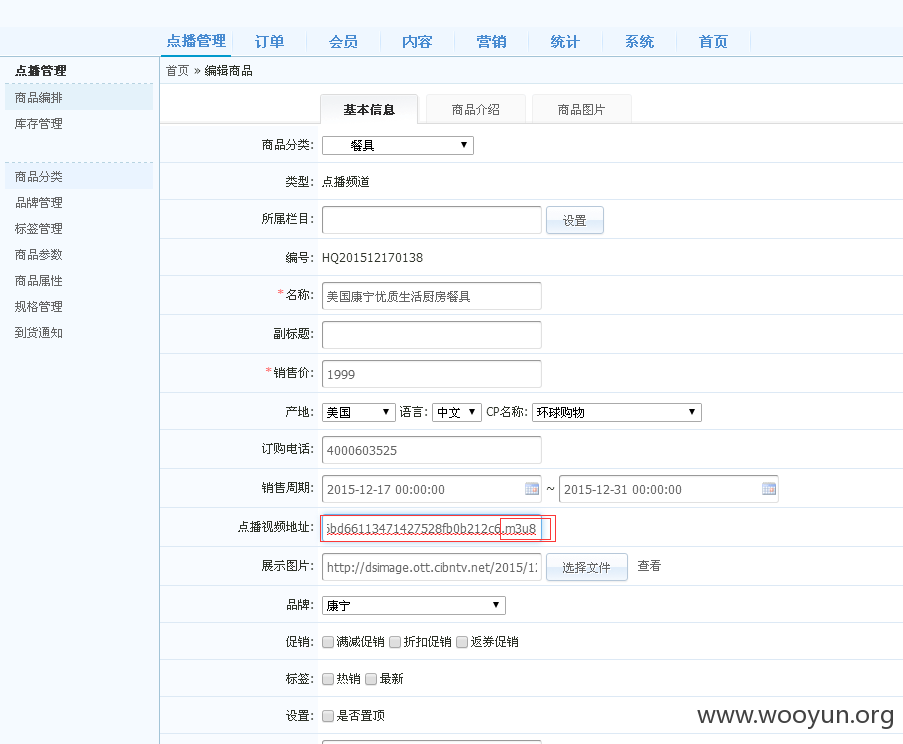 点播管理 订单 会员 内容 营销 统计 系统 首页
点播管理
商品编排
库存管理
商品分类
品牌管理
标签管理
商品参数
商品属性
规格管理
到货通知
首页 » 编辑商品
基本信息 商品介绍 商品图片
商品分类: 餐具
类型: 点播频道
所属栏目: 设置
编号: HQ201512170138
*名称: 美国康宁优质生活厨房餐具
副标题:
*销售价: 1999
产地: 美国 语言: 中文 CP名称: 环球购物
订购电话: 4000603525
销售周期: 2015-12-17 00:00:00 ~ 2015-12-31 00:00:00
点播视频地址: ibd66113471427528fb0b212c6.m3u8
展示图片: http://dsimage.ott.cibntv.net/2015/12 选择文件 查看
品牌: 康宁
促销: 满减促销 折扣促销 返券促销
标签: 热销 最新
设置: 是否置顶
www.wooyun.org